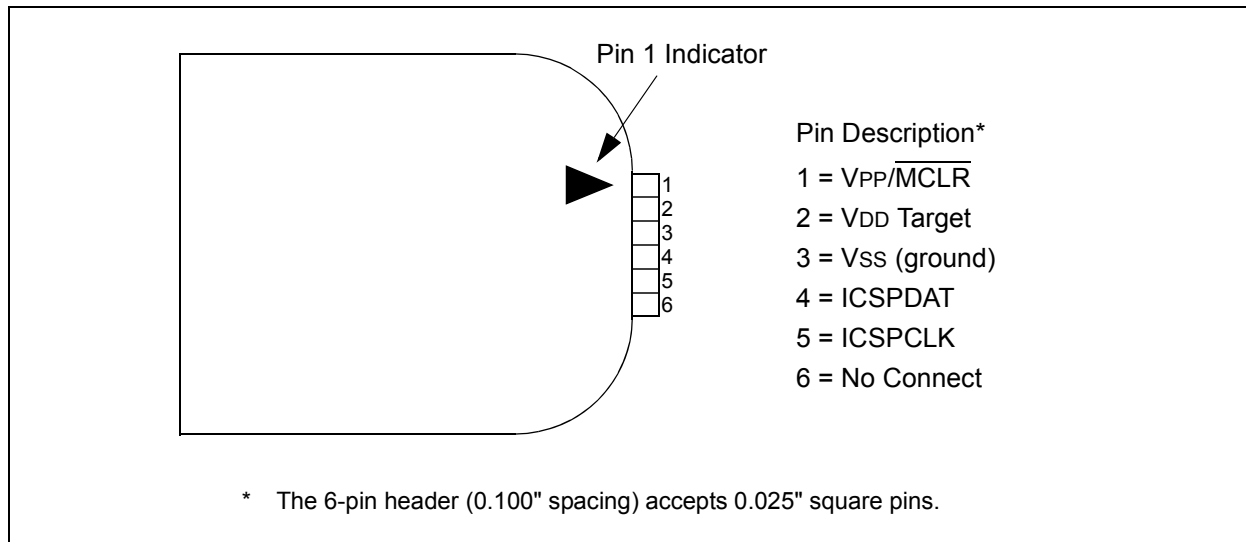 Pin 1 Indicator
1
2
3
4
5
6
Pin Description*
1 = VPP/M̅C̅L̅R̅
2 = VDD Target
3 = VSS (ground)
4 = ICSPDAT
5 = ICSPCLK
6 = No Connect
* The 6-pin header (0.100" spacing) accepts 0.025" square pins.